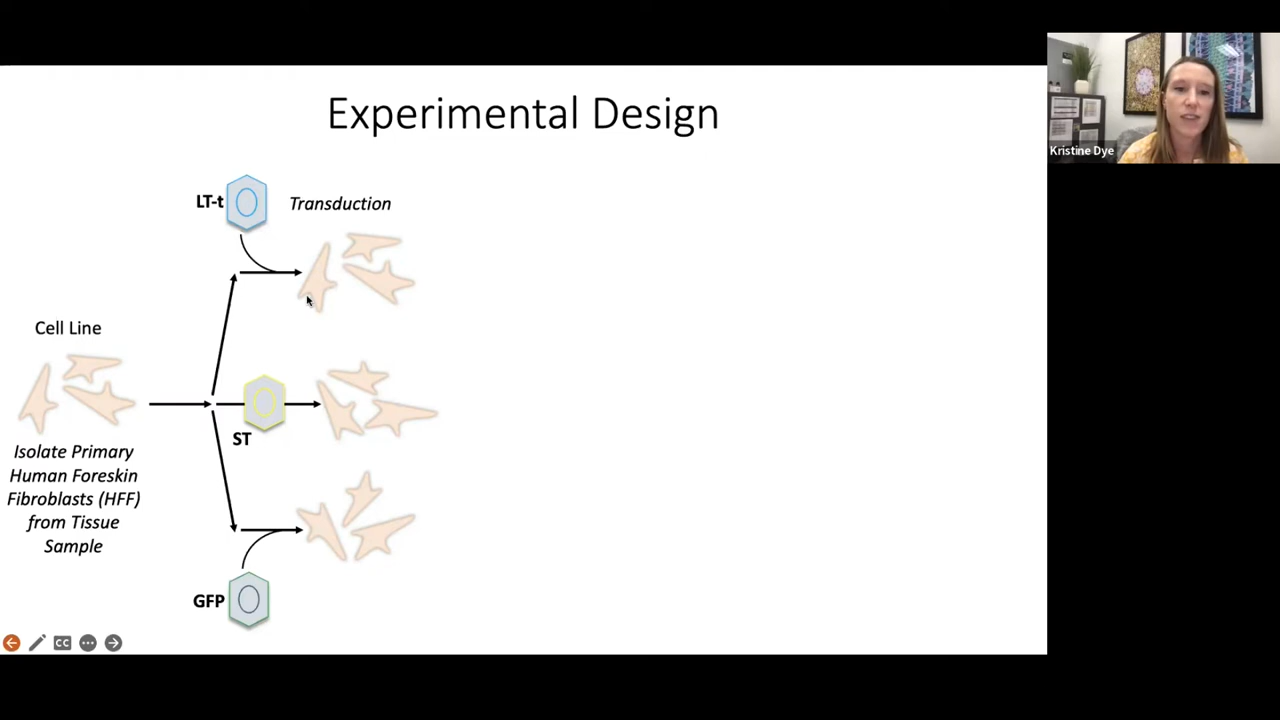 Experimental Design
Kristine Dye
LT-t
Transduction
Cell Line
Isolate Primary
Human Foreskin
Fibroblasts (HFF)
from Tissue
Sample
ST
GFP
CC